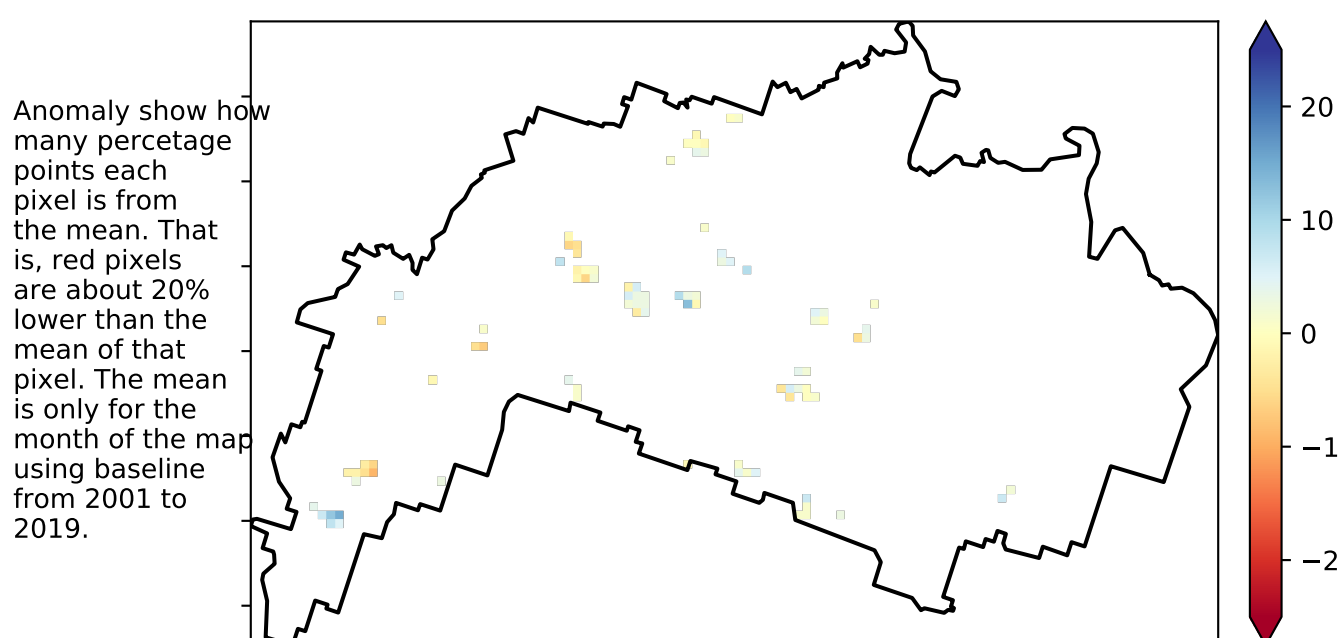 Anomaly show how
many percetage
points each
pixel is from
the mean. That
is, red pixels
are about 20%
lower than the
mean of that
pixel. The mean
is only for the
month of the map
using baseline
from 2001 to
2019.
20
10
0
−1
−2